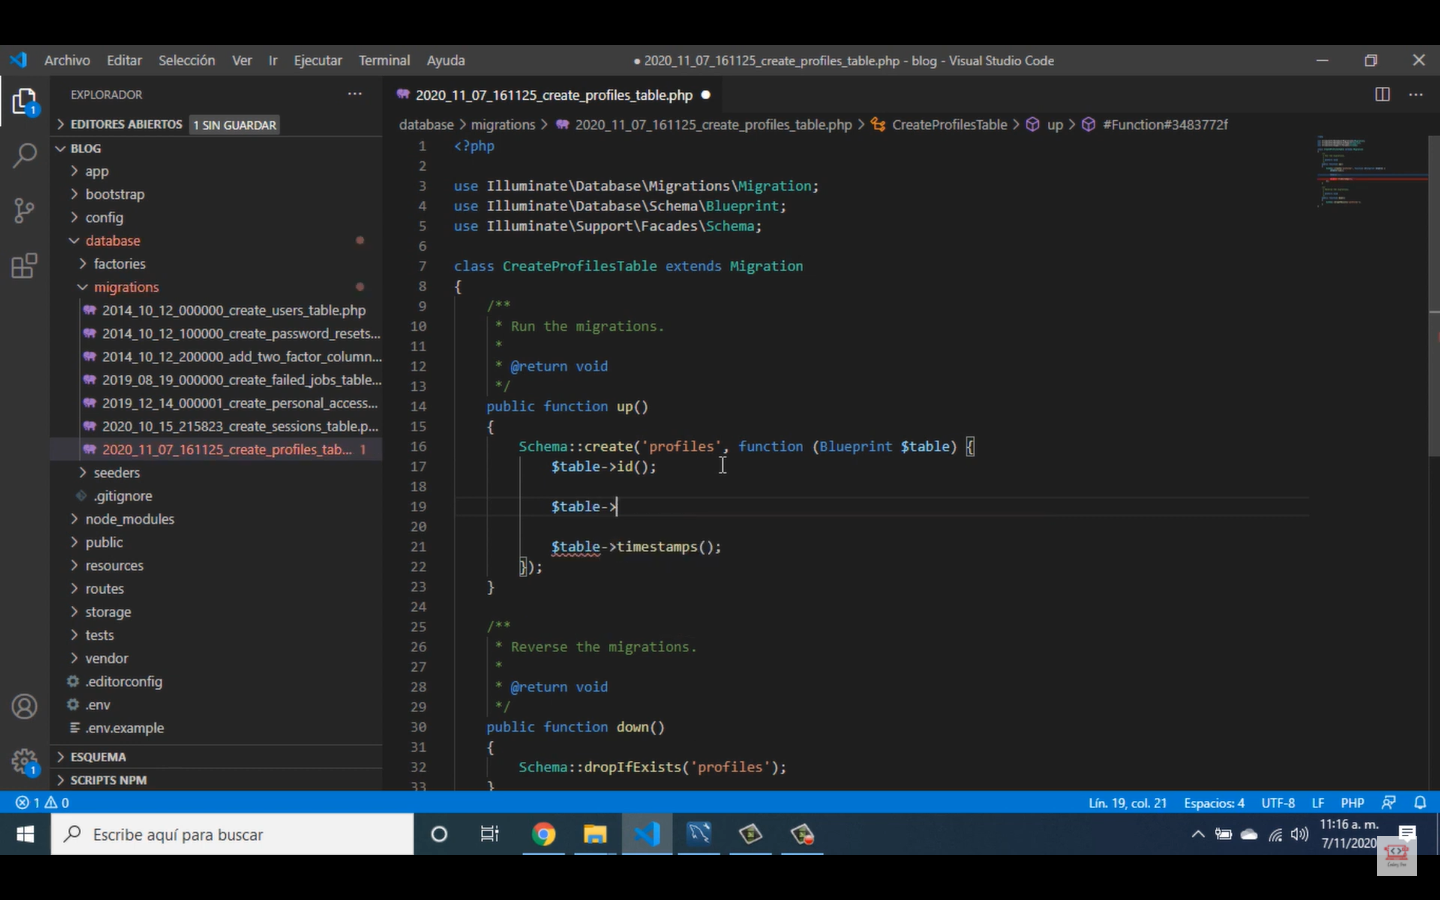 Archivo Editar Selección Ver Ir Ejecutar Terminal Ayuda
● 2020_11_07_161125_create_profiles_table.php - blog - Visual Studio Code
EXPLORADOR
2020_11_07_161125_create_profiles_table.php
EDITORES ABIERTOS 1 SIN GUARDAR
database > migrations > 2020_11_07_161125_create_profiles_table.php > CreateProfilesTable > up > #Function#3483772f
BLOG
app
bootstrap
config
database
factories
migrations
2014_10_12_000000_create_users_table.php
2014_10_12_100000_create_password_resets...
2014_10_12_200000_add_two_factor_column...
2019_08_19_000000_create_failed_jobs_table...
2019_12_14_000001_create_personal_access...
2020_10_15_215823_create_sessions_table.p...
2020_11_07_161125_create_profiles_tab... 1
seeders
.gitignore
node_modules
public
resources
routes
storage
tests
vendor
.editorconfig
.env
.env.example
ESQUEMA
SCRIPTS NPM
1 <?php
2
3 use Illuminate\Database\Migrations\Migration;
4 use Illuminate\Database\Schema\Blueprint;
5 use Illuminate\Support\Facades\Schema;
6
7 class CreateProfilesTable extends Migration
8 {
9 /**
10 * Run the migrations.
11 *
12 * @return void
13 */
14 public function up()
15 {
16 Schema::create('profiles', function (Blueprint $table) {
17 $table->id();
18
19 $table->
20
21 $table->timestamps();
22 });
23 }
24
25 /**
26 * Reverse the migrations.
27 *
28 * @return void
29 */
30 public function down()
31 {
32 Schema::dropIfExists('profiles');
33 }
1
1
1 0
Lín. 19, col. 21 Espacios: 4 UTF-8 LF PHP
Escribe aquí para buscar
11:16 a. m.
7/11/2020